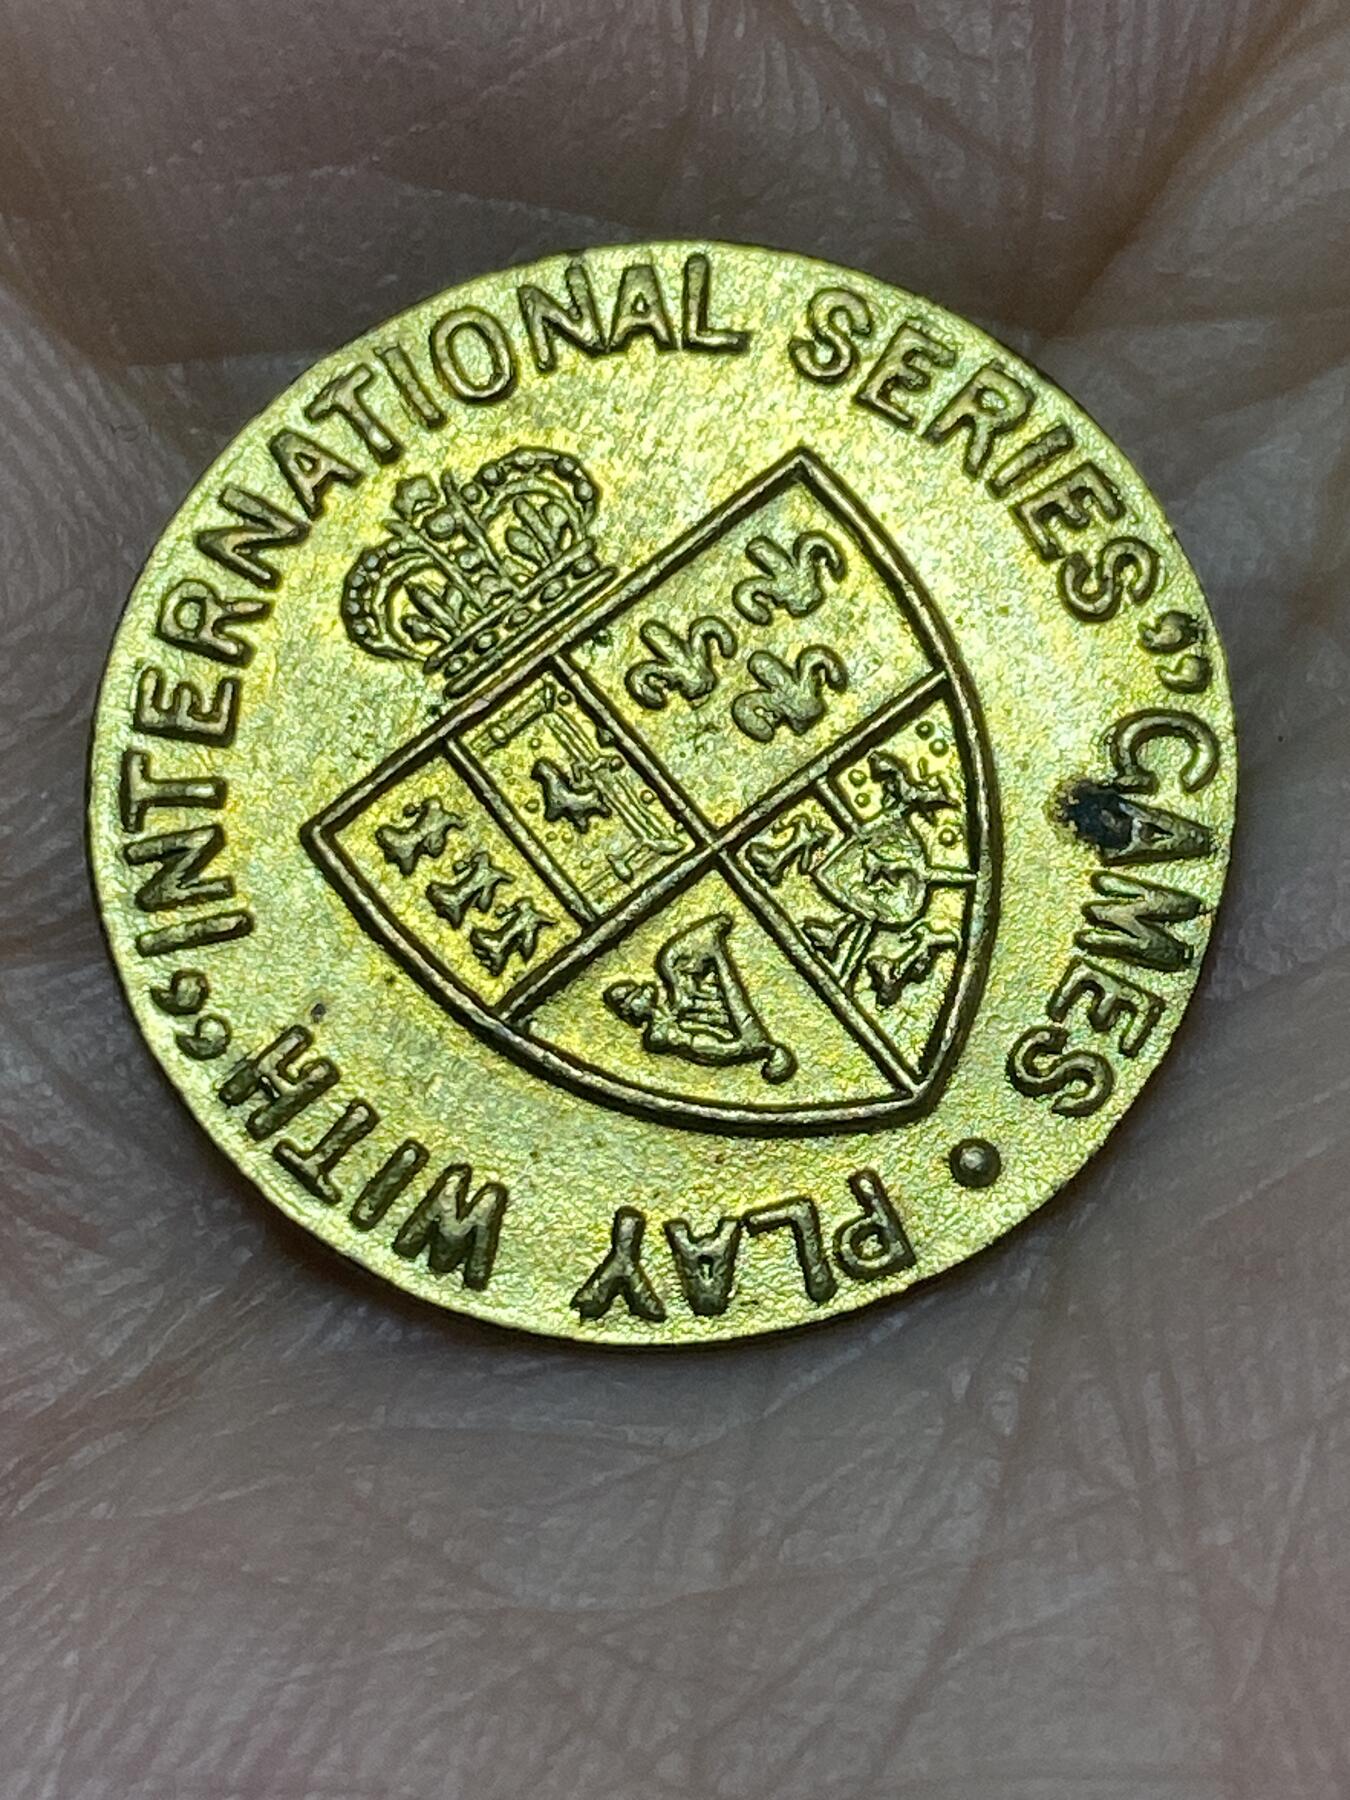 PLAY WITH “INTERNATIONAL SERIES” GAMES •